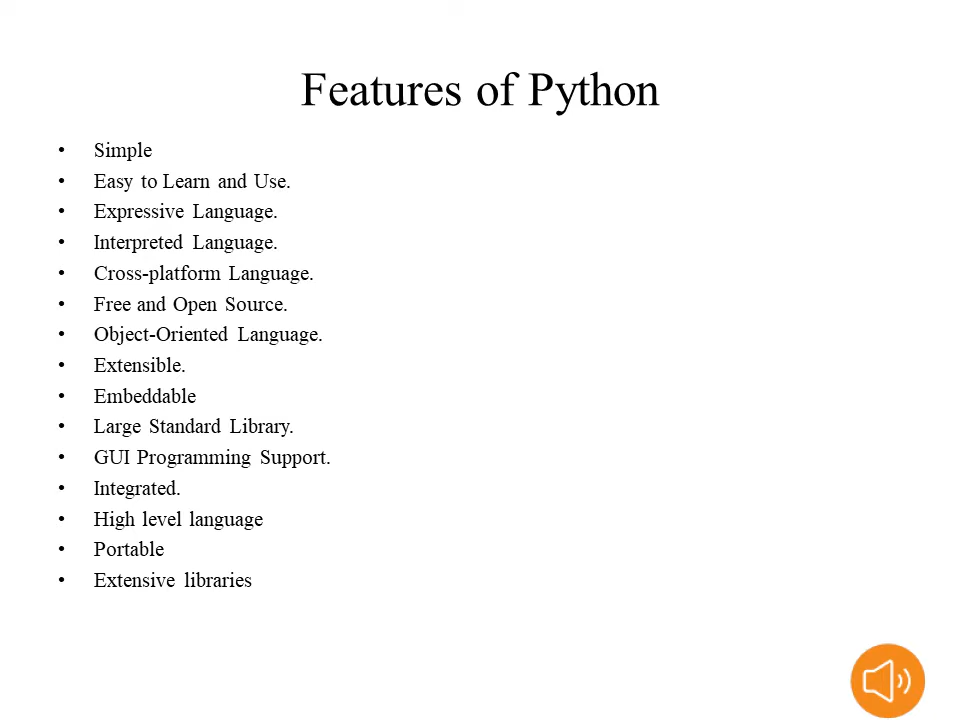 Features of Python
• Simple
• Easy to Learn and Use.
• Expressive Language.
• Interpreted Language.
• Cross-platform Language.
• Free and Open Source.
• Object-Oriented Language.
• Extensible.
• Embeddable
• Large Standard Library.
• GUI Programming Support.
• Integrated.
• High level language
• Portable
• Extensive libraries